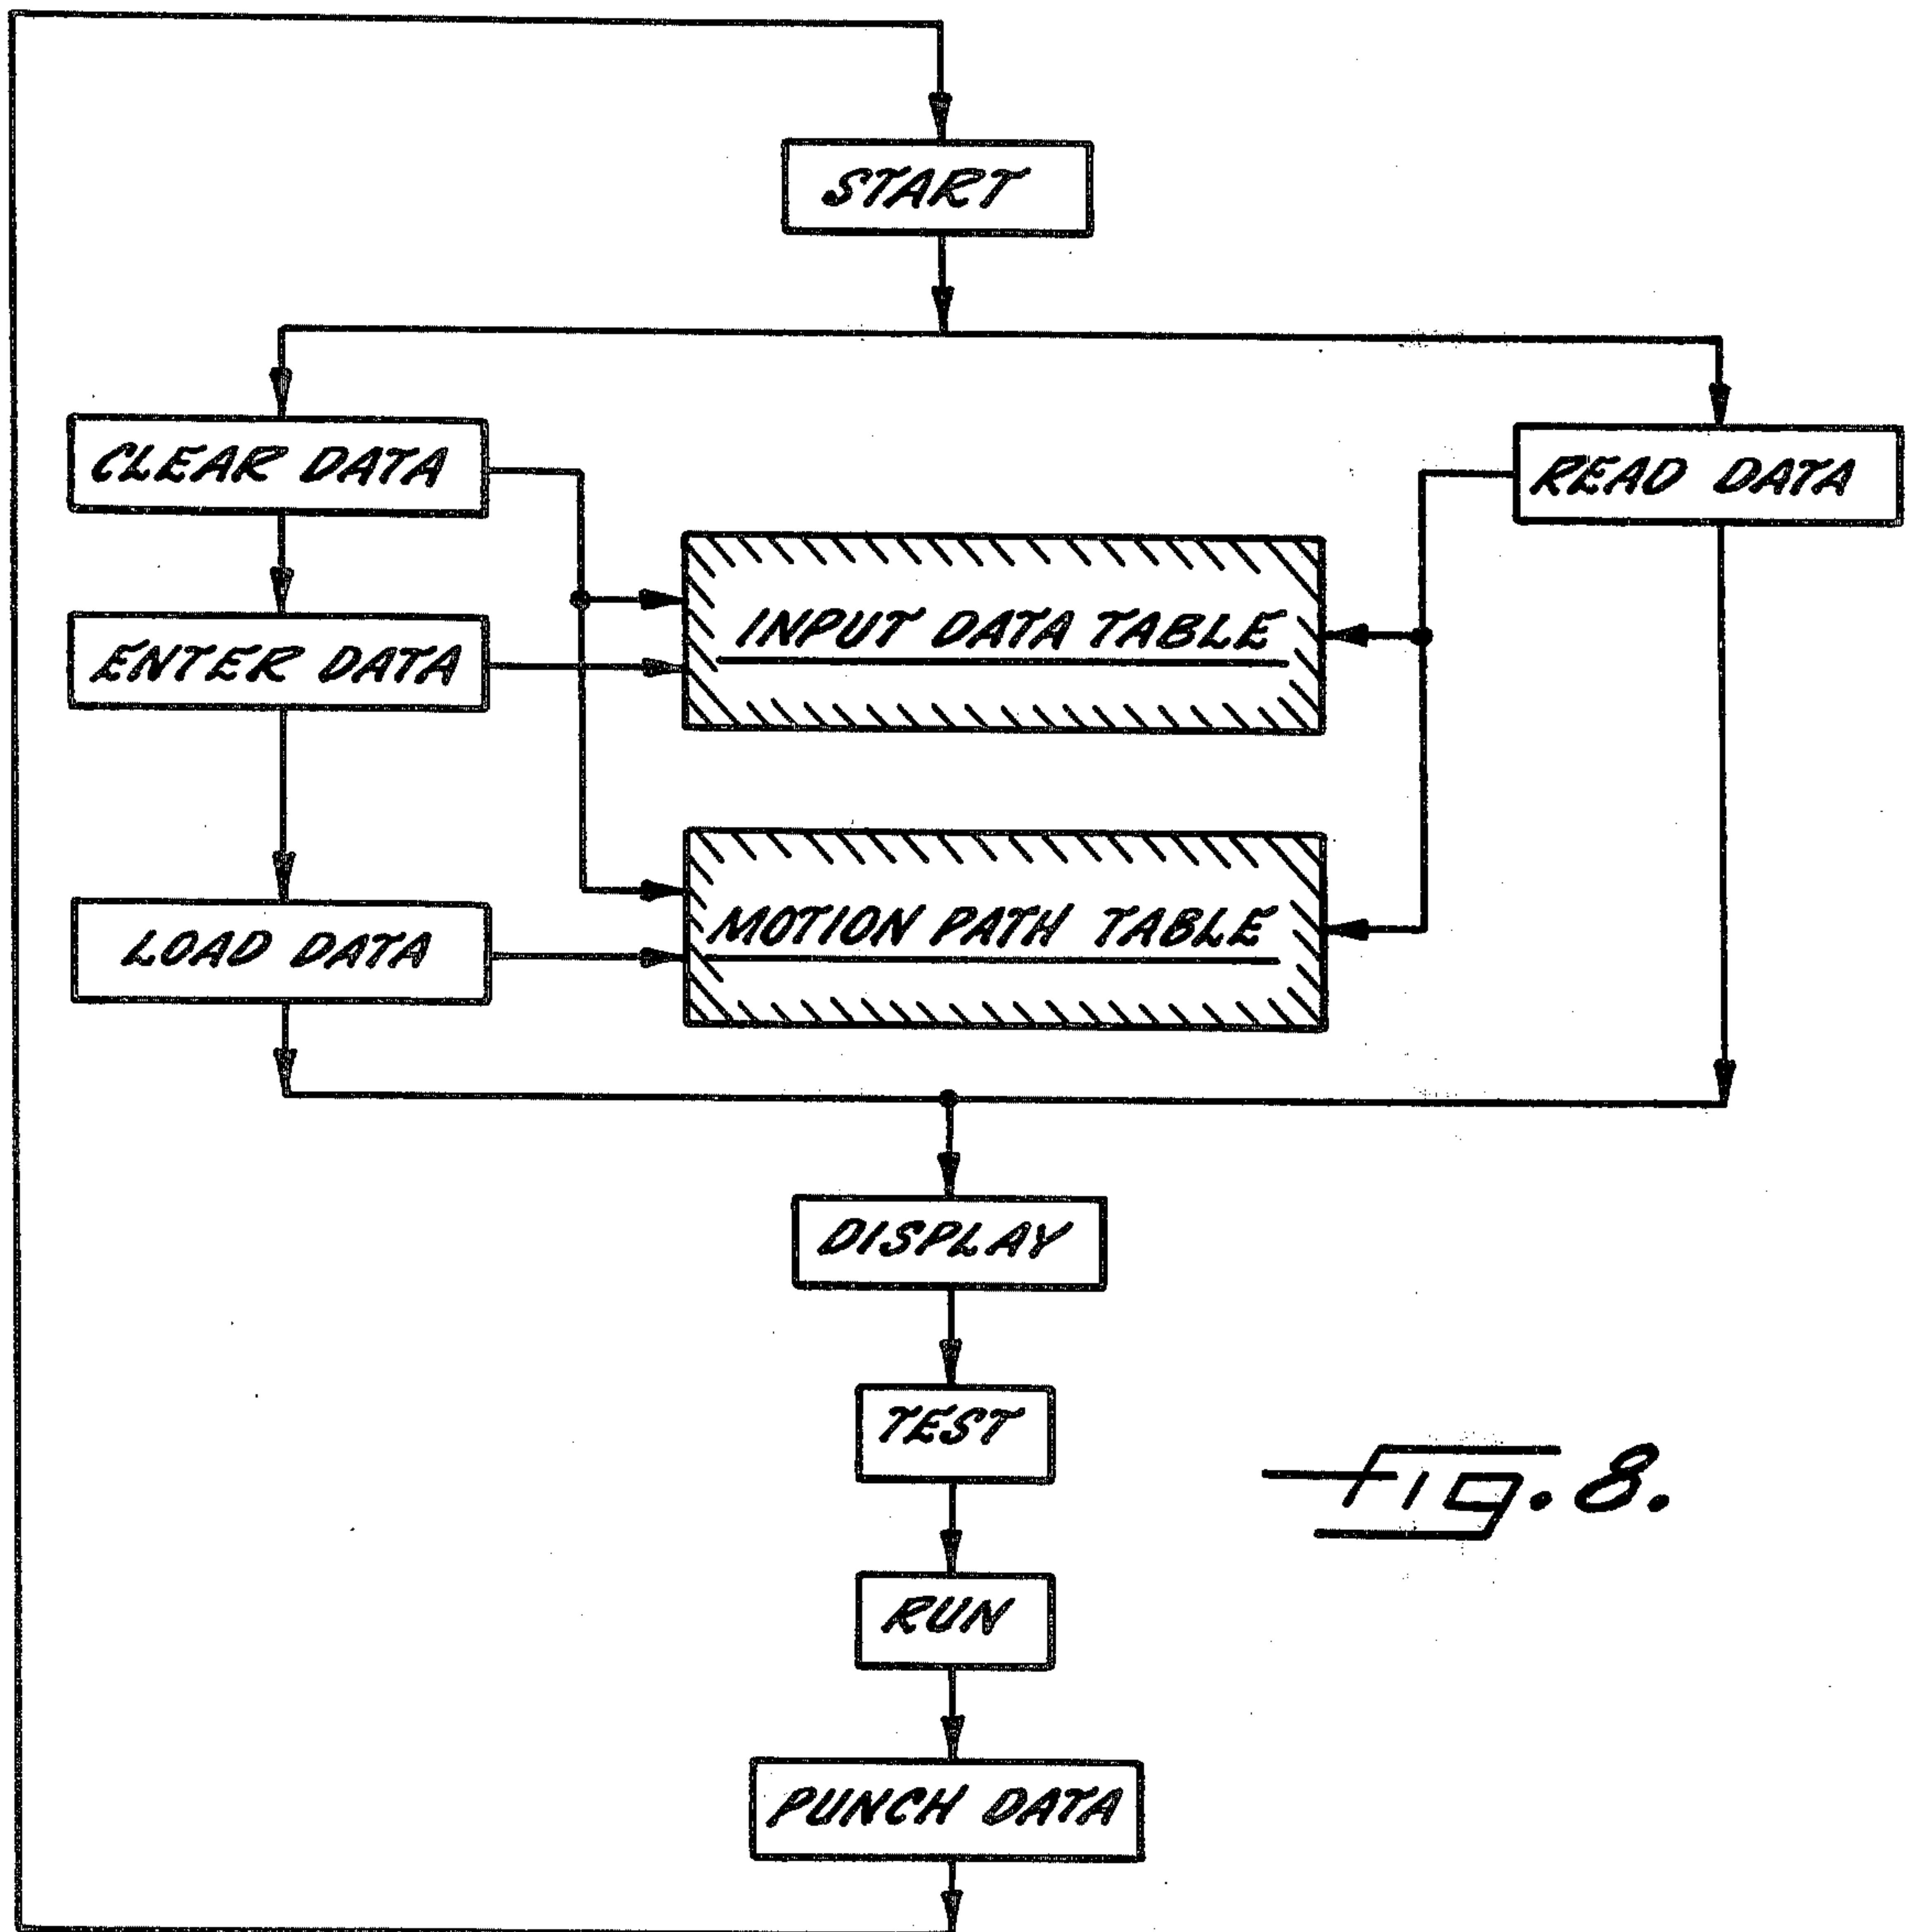 START
CLEAR DATA
READ DATA
INPUT DATA TABLE
ENTER DATA
MOTION PATH TABLE
LOAD DATA
DISPLAY
TEST
RUN
PUNCH DATA
Fig. 8.